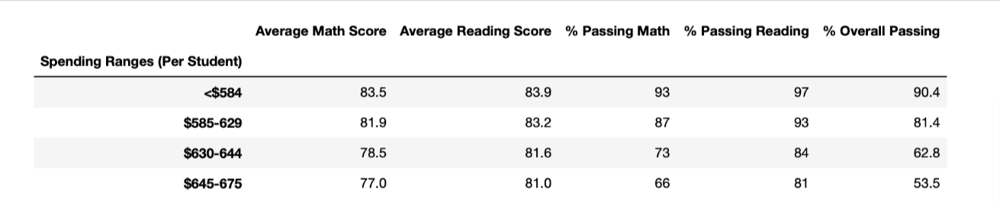 Average Math Score Average Reading Score % Passing Math % Passing Reading % Overall Passing
Spending Ranges (Per Student)
<$584 83.5 83.9 93 97 90.4
$585-629 81.9 83.2 87 93 81.4
$630-644 78.5 81.6 73 84 62.8
$645-675 77.0 81.0 66 81 53.5